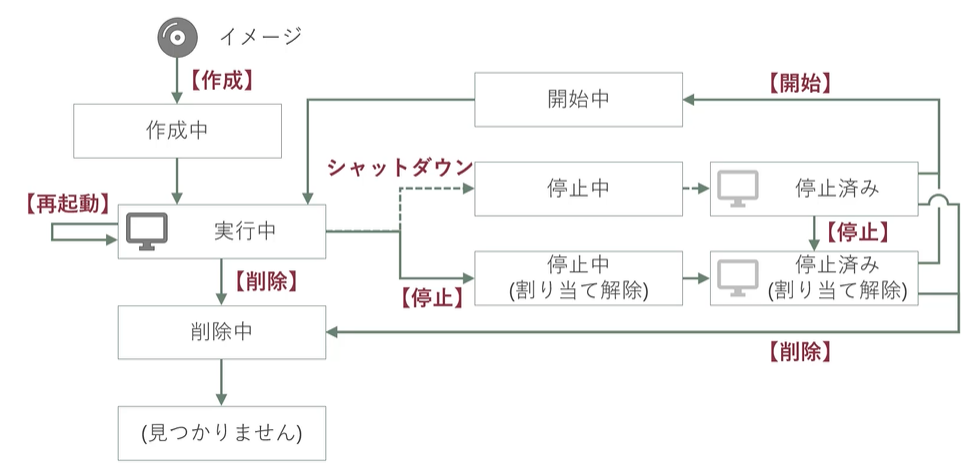 イメージ
【作成】
作成中
【再起動】
実行中
【削除】
削除中
(見つかりません)
シャットダウン
【停止】
開始中
【開始】
停止中
停止済み
【停止】
停止中
(割り当て解除)
停止済み
(割り当て解除)
【削除】